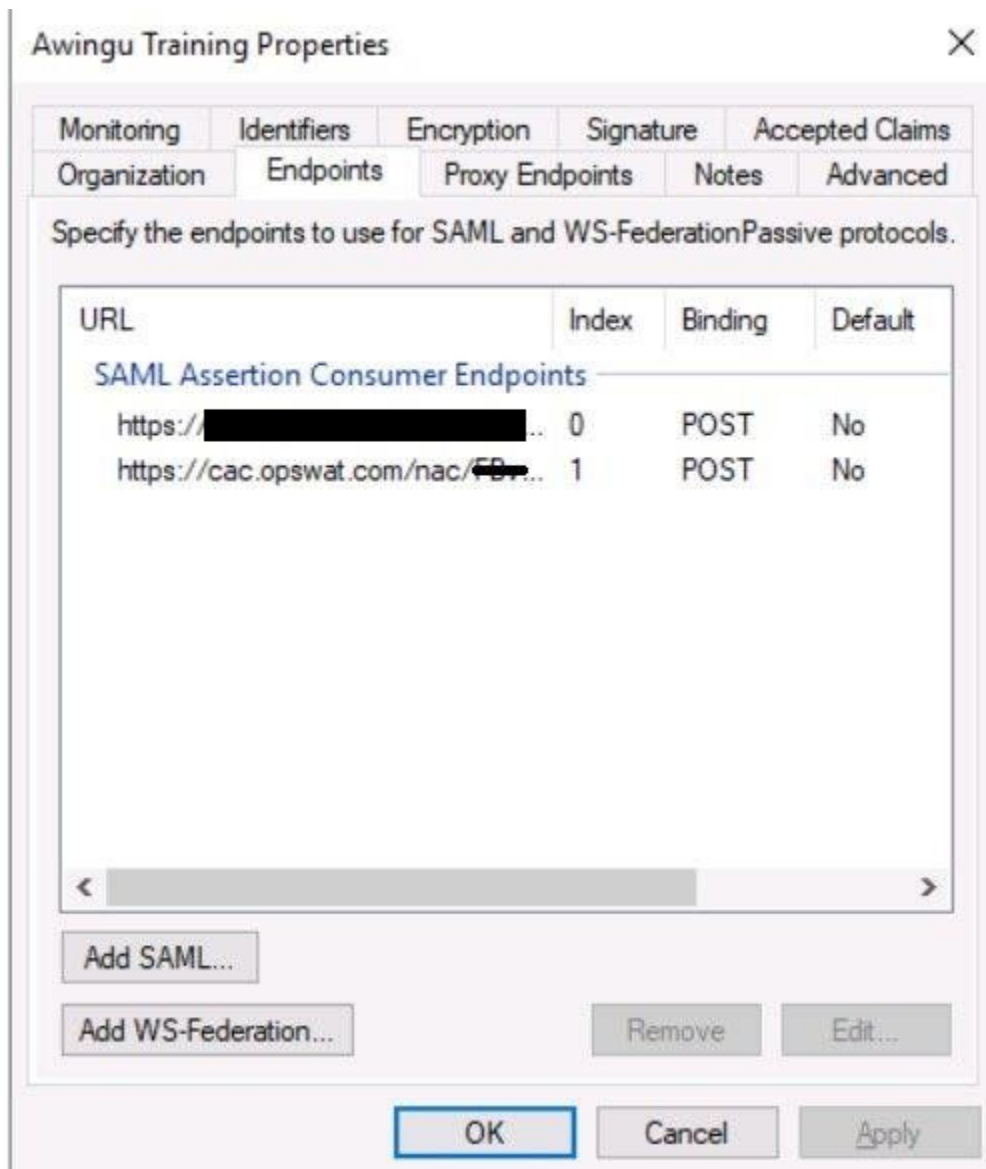 Awingu Training Properties
Monitoring Identifiers Encryption Signature Accepted Claims
Organization Endpoints Proxy Endpoints Notes Advanced
Specify the endpoints to use for SAML and WS-FederationPassive protocols.
URL Index Binding Default
SAML Assertion Consumer Endpoints
https:// ... 0 POST No
https://cac.opswat.com/nac/ ... 1 POST No
Add SAML...
Add WS-Federation... Remove Edit...
OK Cancel Apply